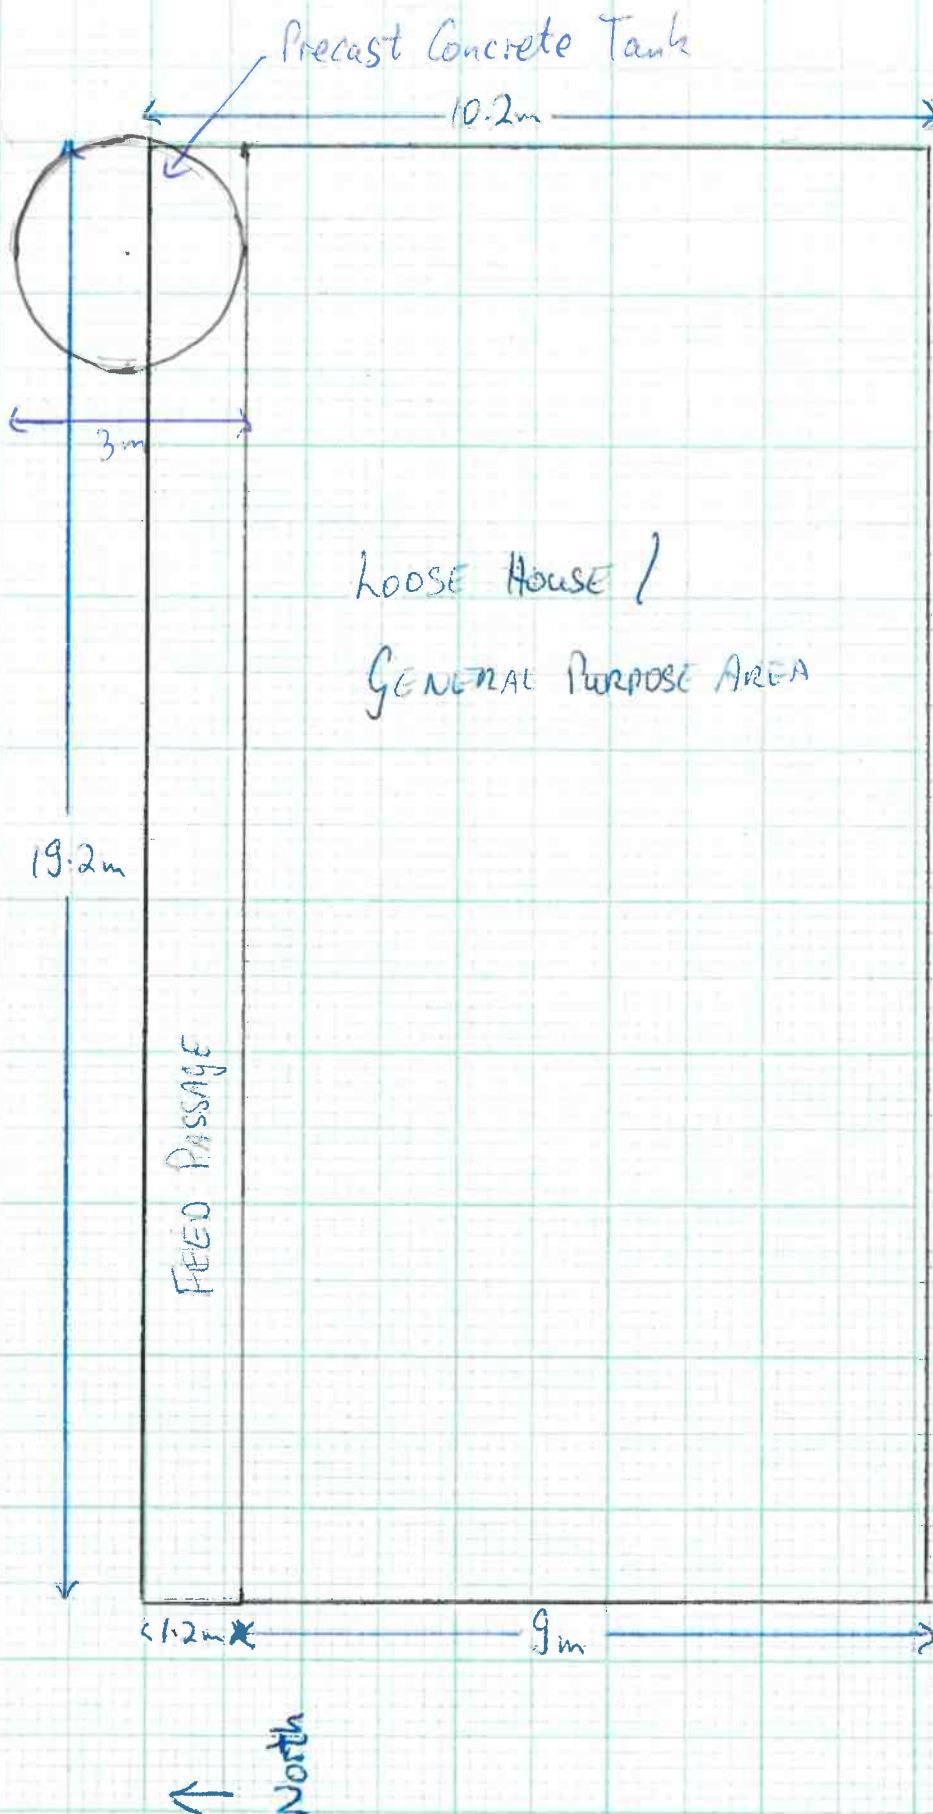 Precast Concrete Tank
10.2m
3m
LOOSE HOUSE /
GENERAL PURPOSE AREA
19.2m
FEED PASSAGE
1.2m
9m
North